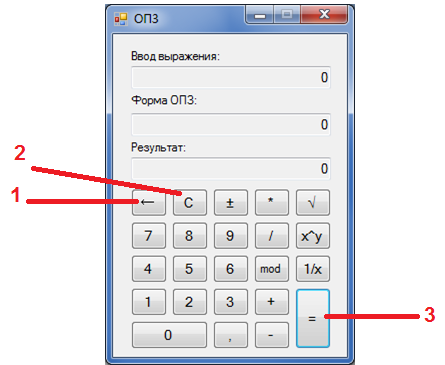 ОПЗ
Ввод выражения:
0
Форма ОПЗ:
0
Результат:
0
2
1
← C ± * √
7 8 9 / x^y
4 5 6 mod 1/x
1 2 3 + =
3
0 , -